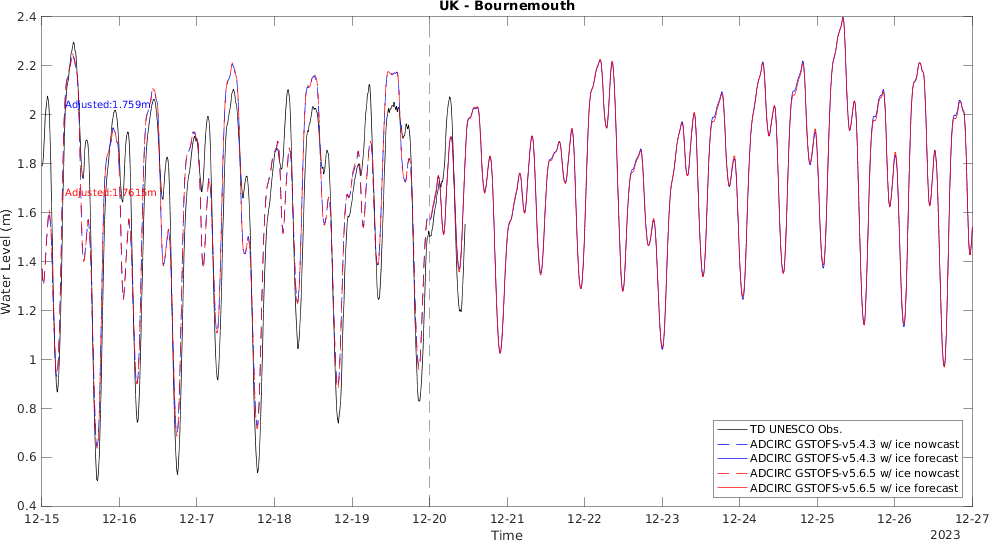 UK - Bournemouth
2.4
2.2
2
1.8
1.6
1.4
1.2
1
0.8
0.6
0.4
Water Level (m)
Adjusted:1.759m
Adjusted:1.7615m
TD UNESCO Obs.
ADCIRC GSTOFS-v5.4.3 w/ ice nowcast
ADCIRC GSTOFS-v5.4.3 w/ ice forecast
ADCIRC GSTOFS-v5.6.5 w/ ice nowcast
ADCIRC GSTOFS-v5.6.5 w/ ice forecast
12-15 12-16 12-17 12-18 12-19 12-20 12-21 12-22 12-23 12-24 12-25 12-26 12-27
Time
2023